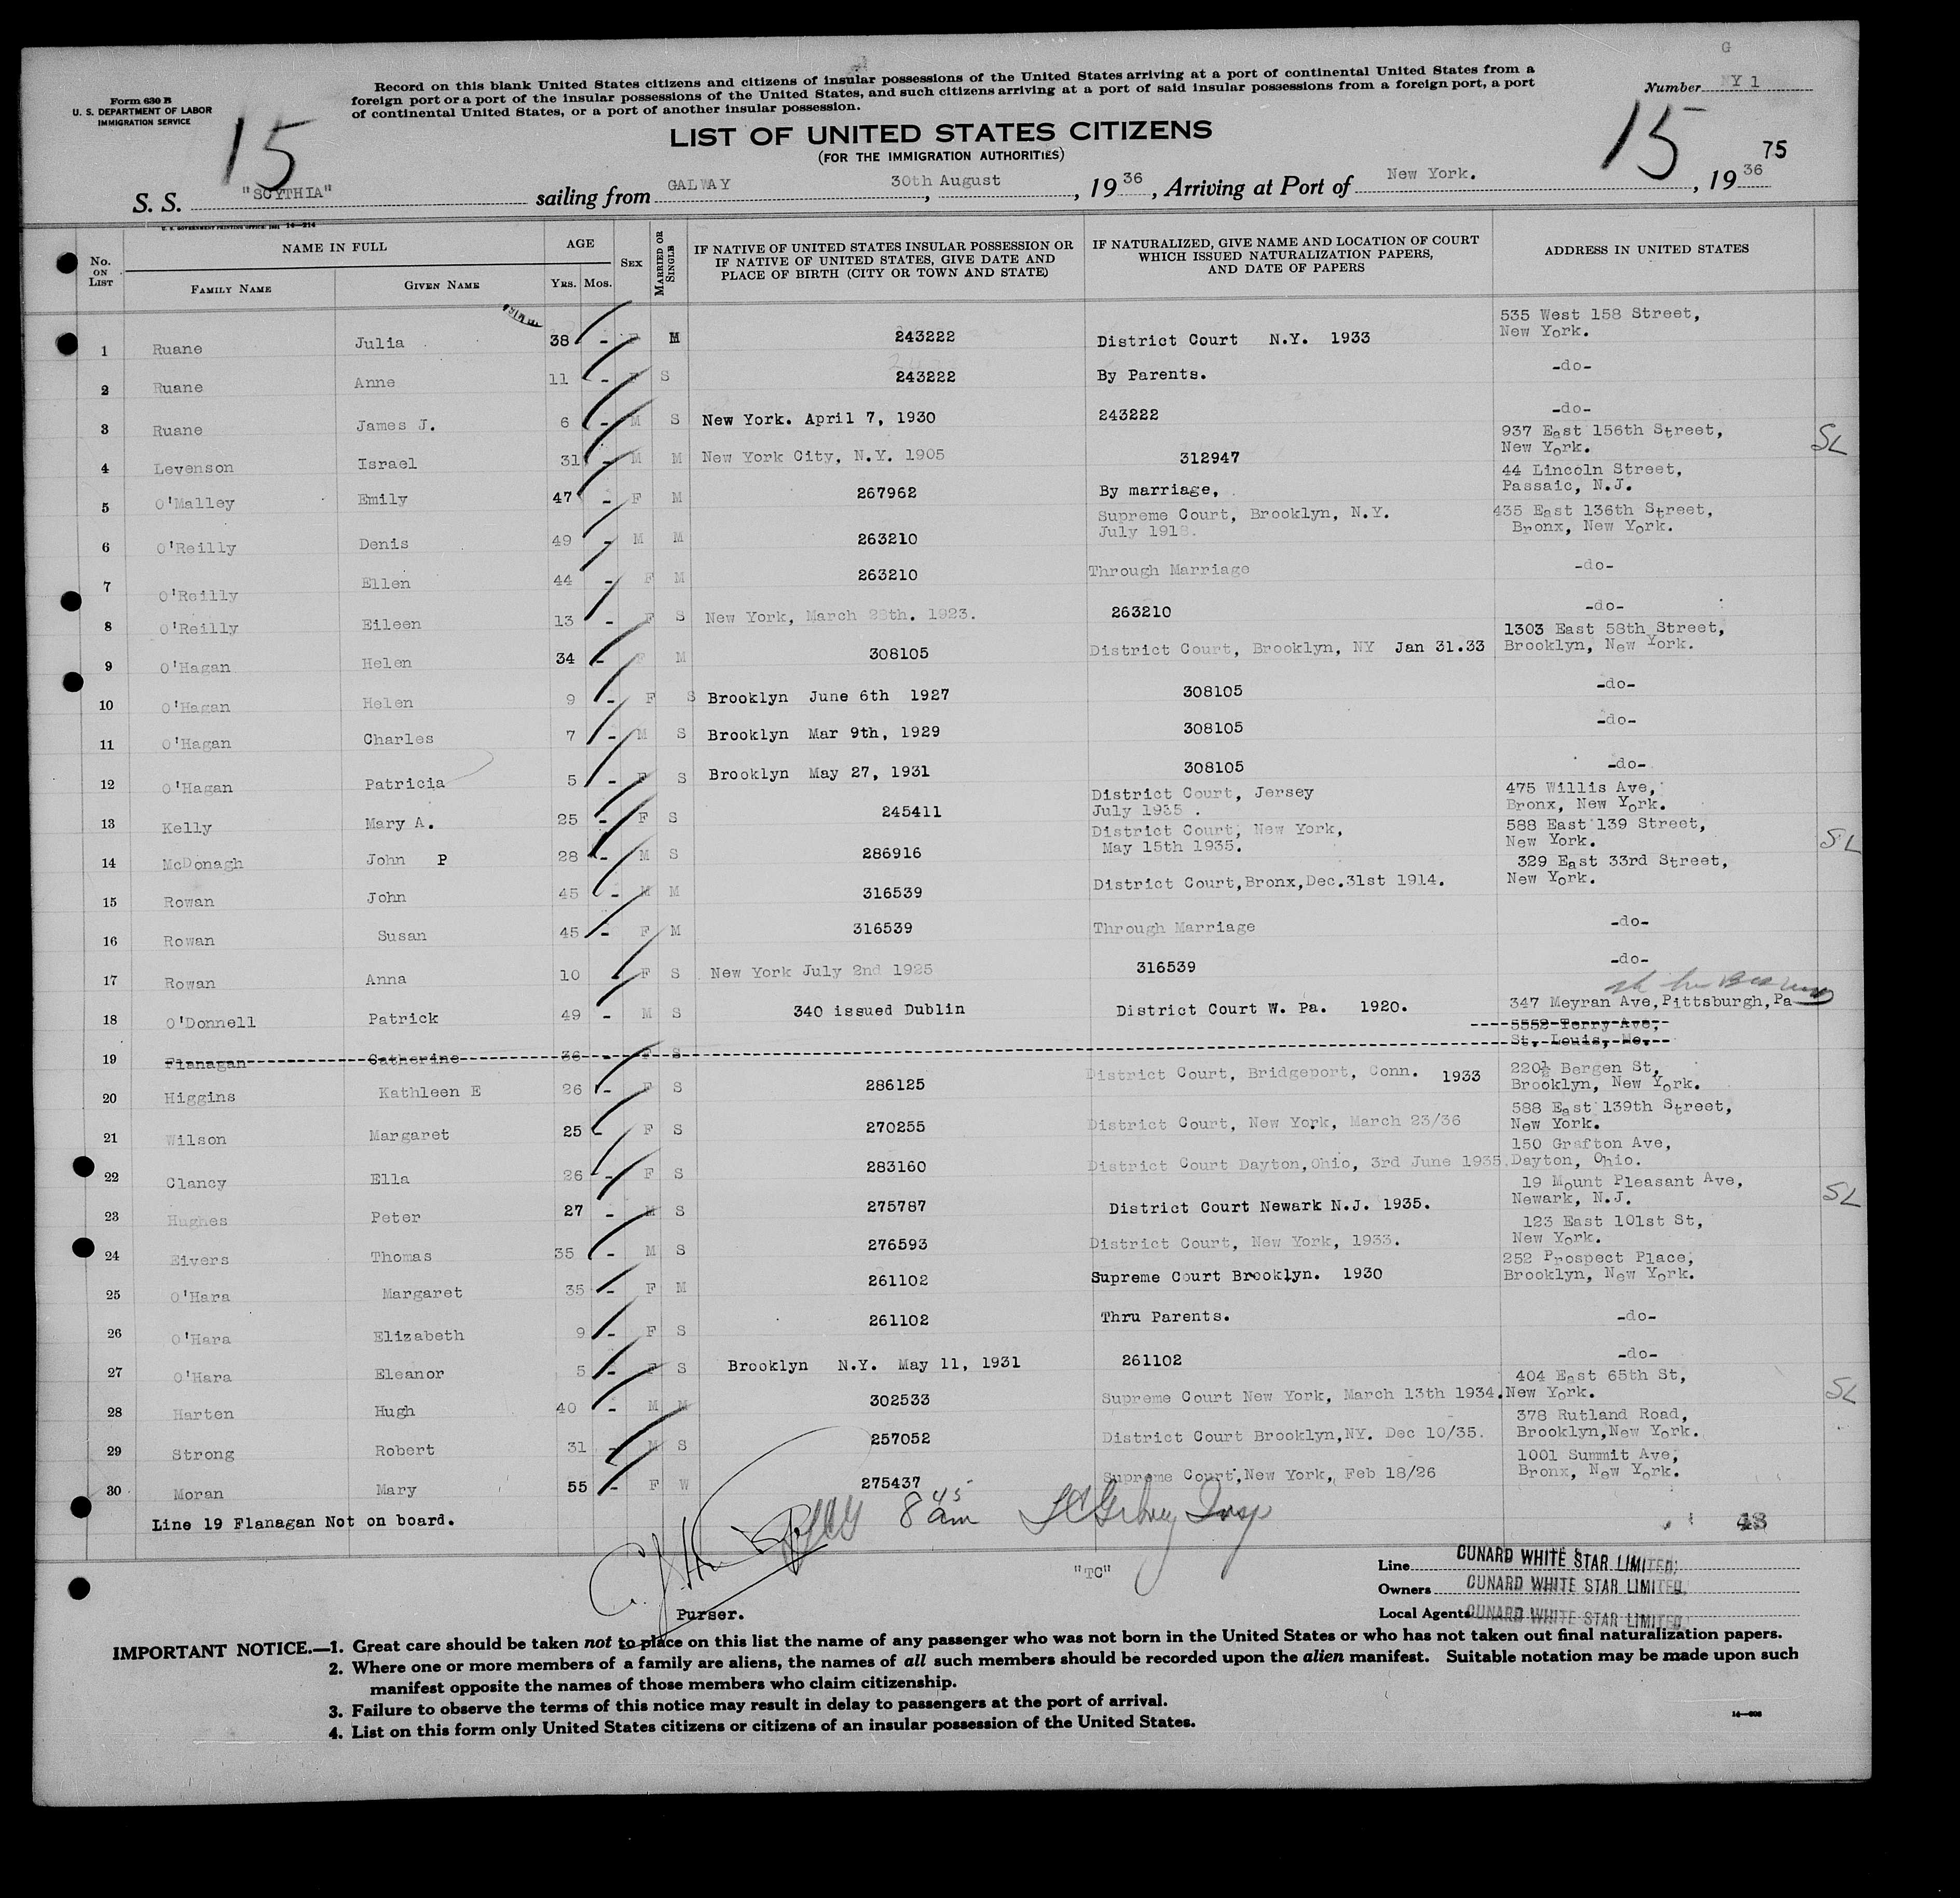 G
Form 630 B
U. S. DEPARTMENT OF LABOR
IMMIGRATION SERVICE
Record on this blank United States citizens and citizens of insular possessions of the United States arriving at a port of continental United States from a
foreign port or a port of the insular possessions of the United States, and such citizens arriving at a port of said insular possessions from a foreign port, a port
of continental United States, or a port of another insular possession.
Number Y 1
15
LIST OF UNITED STATES CITIZENS
(FOR THE IMMIGRATION AUTHORITIES)
15
75
S. S. "SCYTHIA" sailing from GALWAY, 30th August, 1936, Arriving at Port of New York., 1936
No. ON LIST NAME IN FULL FAMILY NAME GIVEN NAME AGE YRS. MOS. SEX MARRIED OR SINGLE IF NATIVE OF UNITED STATES INSULAR POSSESSION OR IF NATIVE OF UNITED STATES, GIVE DATE AND PLACE OF BIRTH (CITY OR TOWN AND STATE) IF NATURALIZED, GIVE NAME AND LOCATION OF COURT WHICH ISSUED NATURALIZATION PAPERS, AND DATE OF PAPERS ADDRESS IN UNITED STATES
1 Ruane Julia 38 - F M 243222 District Court N.Y. 1933 535 West 158 Street, New York.
2 Ruane Anne 11 - F S 243222 By Parents. -do-
3 Ruane James J. 6 - M S New York. April 7, 1930 243222 -do-
4 Levenson Israel 31 - M M New York City, N.Y. 1905 312947 937 East 156th Street, New York. SL
5 O'Malley Emily 47 - F M 267962 By marriage, 44 Lincoln Street, Passaic, N.J.
6 O'Reilly Denis 49 - M M 263210 Supreme Court, Brooklyn, N.Y. July 1918. 435 East 136th Street, Bronx, New York.
7 O'Reilly Ellen 44 - F M 263210 Through Marriage -do-
8 O'Reilly Eileen 13 - F S New York, March 28th. 1923. 263210 -do-
9 O'Hagan Helen 34 - F M 308105 District Court, Brooklyn, NY Jan 31.33 1303 East 58th Street, Brooklyn, New York.
10 O'Hagan Helen 9 - F S Brooklyn June 6th 1927 308105 -do-
11 O'Hagan Charles 7 - M S Brooklyn Mar 9th, 1929 308105 -do-
12 O'Hagan Patricia 5 - F S Brooklyn May 27, 1931 308105 -do-
13 Kelly Mary A. 25 - F S 245411 District Court, Jersey July 1935 . 475 Willis Ave, Bronx, New York.
14 McDonagh John P 28 - M S 286916 District Court, New York, May 15th 1935. 588 East 139 Street, New York. SL
15 Rowan John 45 - M M 316539 District Court,Bronx,Dec.31st 1914. 329 East 33rd Street, New York.
16 Rowan Susan 45 - F M 316539 Through Marriage -do-
17 Rowan Anna 10 - F S New York July 2nd 1925 316539 -do-
18 O'Donnell Patrick 49 - M S 340 issued Dublin District Court W. Pa. 1920. 347 Meyran Ave,Pittsburgh,Pa
19 Flanagan Catherine 36 - F S 5552 Terry Ave, St. Louis, Mo.
20 Higgins Kathleen E 26 - F S 286125 District Court, Bridgeport, Conn. 1933 220½ Bergen St, Brooklyn, New York.
21 Wilson Margaret 25 - F S 270255 District Court, New York, March 23/36 588 East 139th Street, New York.
22 Clancy Ella 26 - F S 283160 District Court Dayton,Ohio, 3rd June 1935. 150 Grafton Ave, Dayton, Ohio.
23 Hughes Peter 27 - M S 275787 District Court Newark N.J. 1935. 19 Mount Pleasant Ave, Newark, N.J. SL
24 Eivers Thomas 35 - M S 276593 District Court, New York, 1933. 123 East 101st St, New York.
25 O'Hara Margaret 35 - F M 261102 Supreme Court Brooklyn. 1930 252 Prospect Place, Brooklyn, New York.
26 O'Hara Elizabeth 9 - F S 261102 Thru Parents. -do-
27 O'Hara Eleanor 5 - F S Brooklyn N.Y. May 11, 1931 261102 -do-
28 Harten Hugh 40 - M M 302533 Supreme Court New York, March 13th 1934. 404 East 65th St, New York. SL
29 Strong Robert 31 - M S 257052 District Court Brooklyn,NY. Dec 10/35. 378 Rutland Road, Brooklyn,New York.
30 Moran Mary 55 - F W 275437 Supreme Court,New York, Feb 18/26 1001 Summit Ave, Bronx, New York.
Line 19 Flanagan Not on board.
8 45 am
Insp
"TC"
Purser.
Line CUNARD WHITE STAR LIMITED.
Owners CUNARD WHITE STAR LIMITED.
Local Agents CUNARD WHITE STAR LIMITED.
IMPORTANT NOTICE.—1. Great care should be taken not to place on this list the name of any passenger who was not born in the United States or who has not taken out final naturalization papers.
2. Where one or more members of a family are aliens, the names of all such members should be recorded upon the alien manifest. Suitable notation may be made upon such
manifest opposite the names of those members who claim citizenship.
3. Failure to observe the terms of this notice may result in delay to passengers at the port of arrival.
4. List on this form only United States citizens or citizens of an insular possession of the United States.